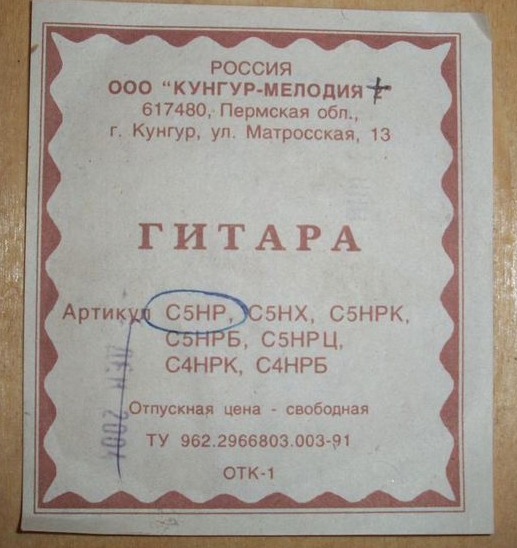 РОССИЯ
ООО "КУНГУР-МЕЛОДИЯ"
617480, Пермская обл.,
г. Кунгур, ул. Матросская, 13
ГИТАРА
Артикул С5НР, С5НХ, С5НРК,
С5НРБ, С5НРЦ,
С4НРК, С4НРБ
Отпускная цена - свободная
ТУ 962.2966803.003-91
ОТК-1
2004